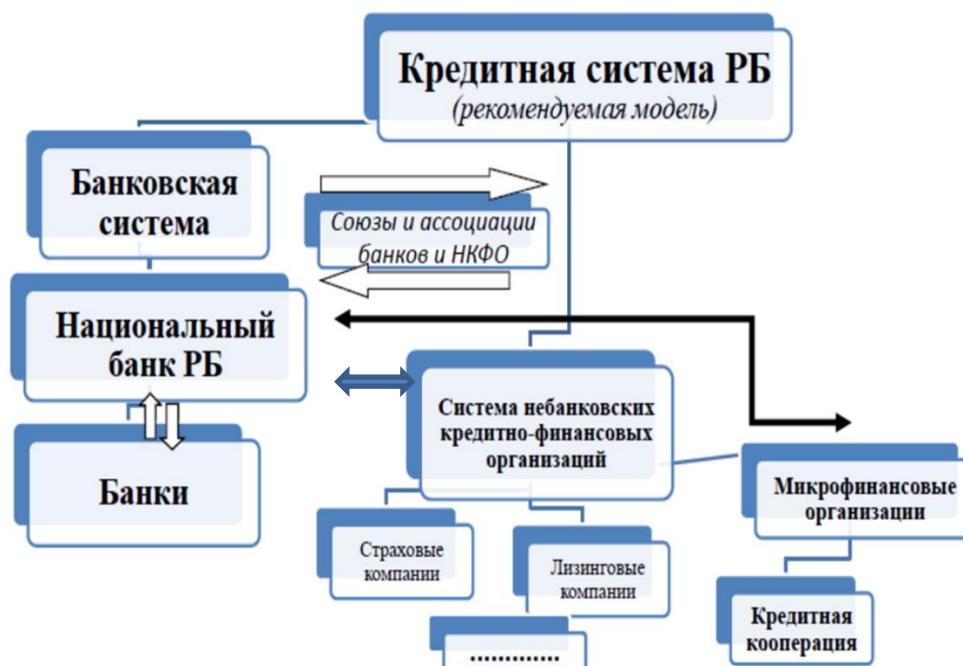 Кредитная система РБ
(рекомендуемая модель)
Банковская
система
Союзы и ассоциации
банков и НКФО
Национальный
банк РБ
Система небанковских
кредитно-финансовых
организаций
Банки
Микрофинансовые
организации
Страховые
компании
Лизинговые
компании
Кредитная
кооперация
.............